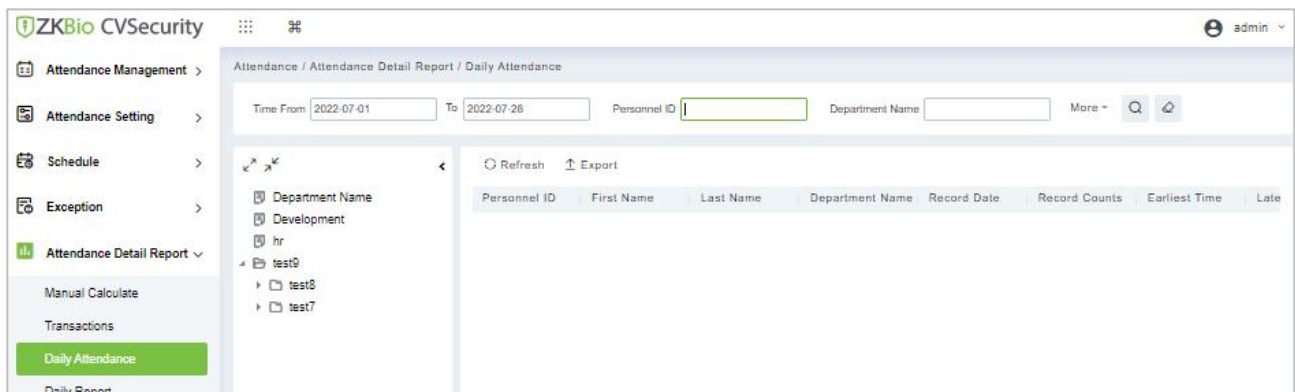 ZKBio CVSecurity
admin
Attendance Management
Attendance Setting
Schedule
Exception
Attendance Detail Report
Manual Calculate
Transactions
Daily Attendance
Daily Report
Attendance / Attendance Detail Report / Daily Attendance
Time From 2022-07-01 To 2022-07-28 Personnel ID Department Name More
Department Name
Development
hr
test9
test8
test7
Refresh Export
Personnel ID First Name Last Name Department Name Record Date Record Counts Earliest Time Late